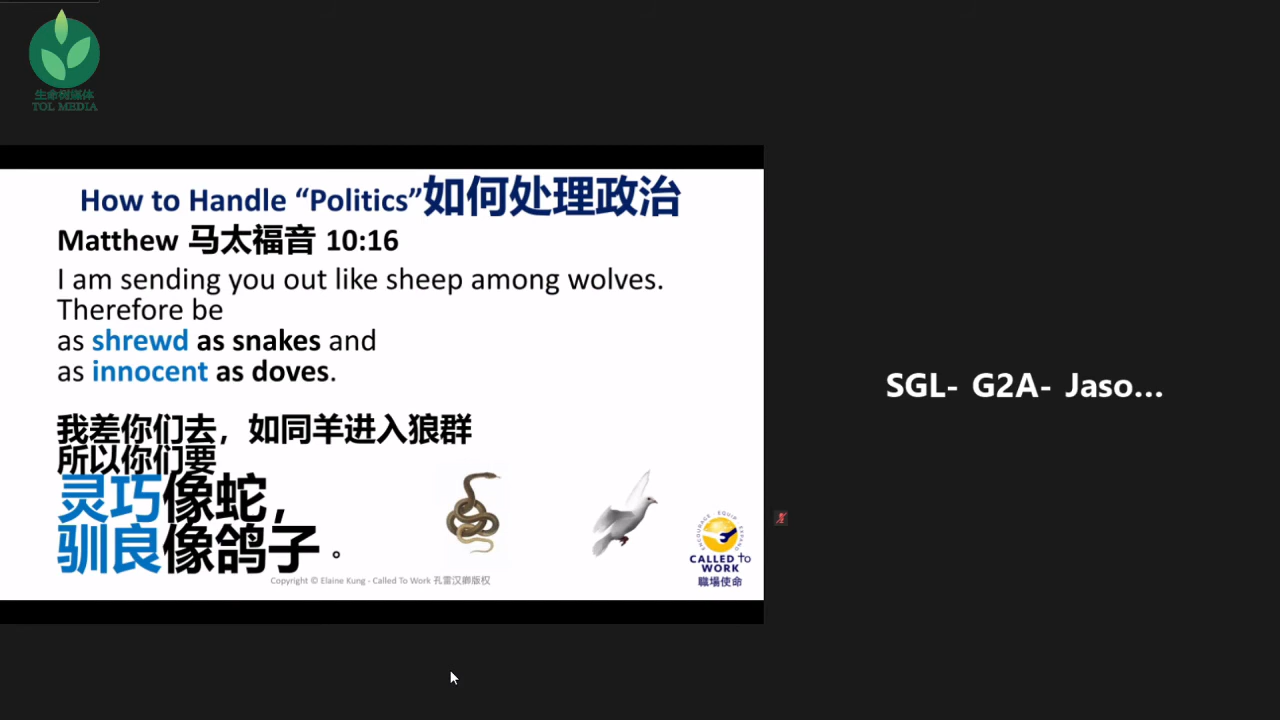 生命树媒体
TOL MEDIA
How to Handle “Politics”如何处理政治
Matthew 马太福音 10:16
I am sending you out like sheep among wolves.
Therefore be
as shrewd as snakes and
as innocent as doves.
我差你们去，如同羊进入狼群
所以你们要
灵巧像蛇，
驯良像鸽子。
Copyright © Elaine Kung - Called To Work 孔雷汉卿版权
ENCOURAGE EQUIP EXPAND
CALLED to
WORK
職場使命
SGL- G2A- Jaso...